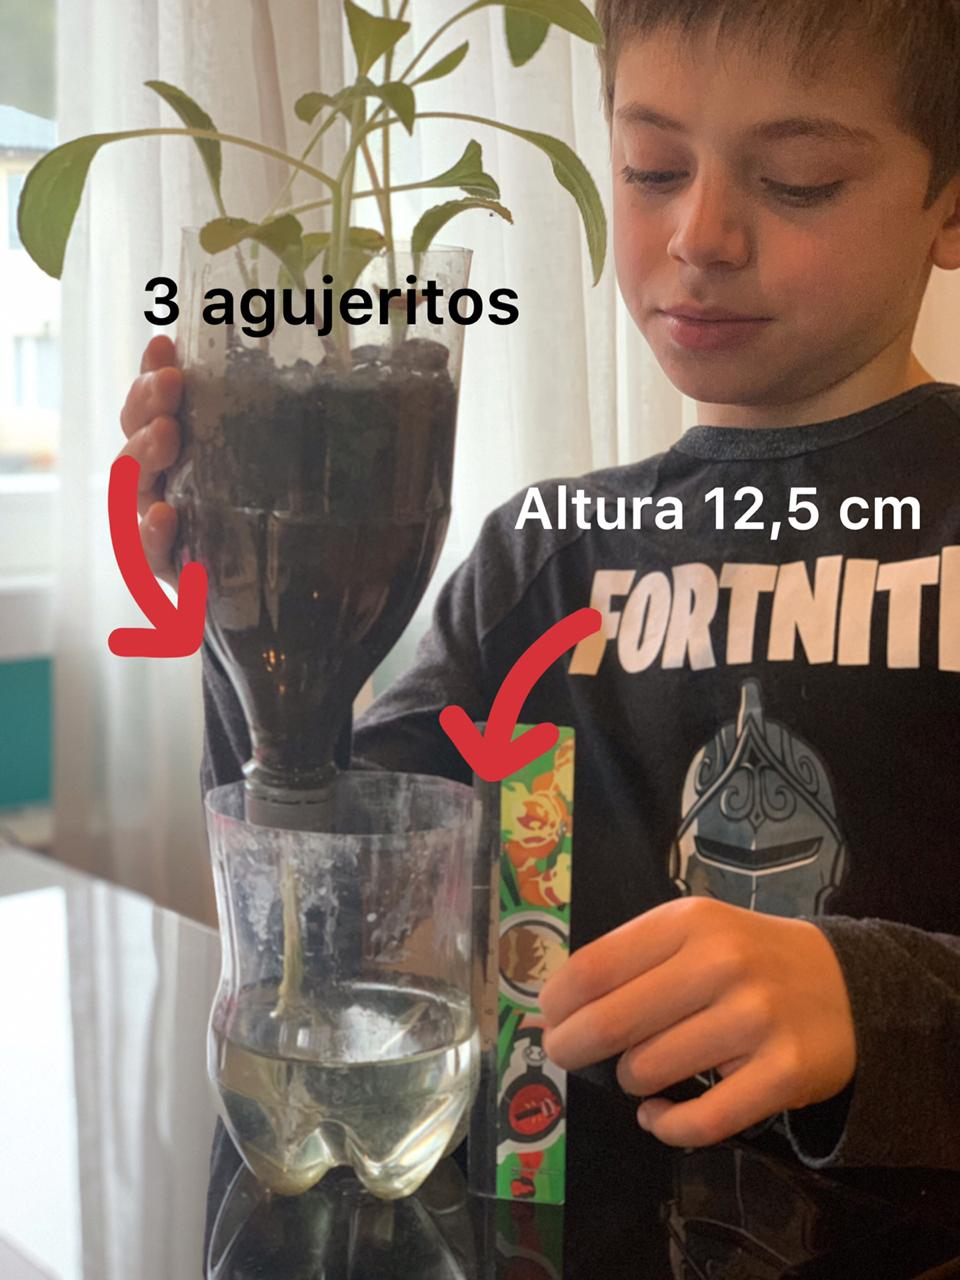 3 agujeritos
Altura 12,5 cm
FORTNIT